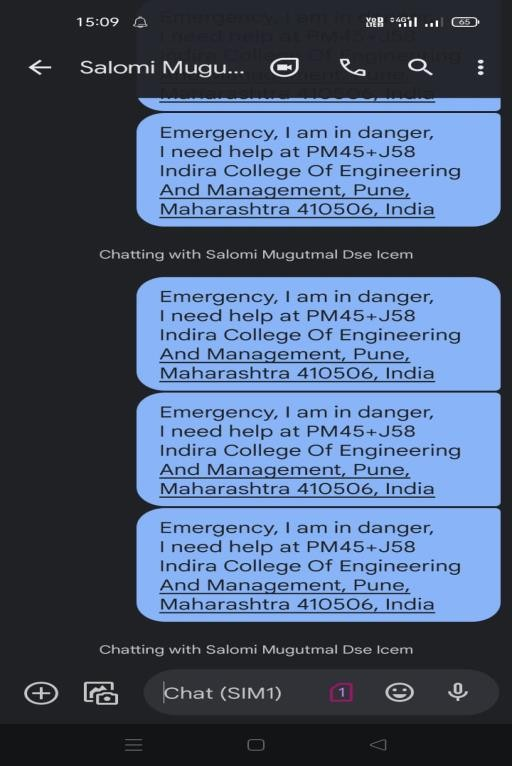 15:09
65
Salomi Mugu...
Maharashtra 410506, India
Emergency, I am in danger,
I need help at PM45+J58
Indira College Of Engineering
And Management, Pune,
Maharashtra 410506, India
Chatting with Salomi Mugutmal Dse Icem
Emergency, I am in danger,
I need help at PM45+J58
Indira College Of Engineering
And Management, Pune,
Maharashtra 410506, India
Emergency, I am in danger,
I need help at PM45+J58
Indira College Of Engineering
And Management, Pune,
Maharashtra 410506, India
Emergency, I am in danger,
I need help at PM45+J58
Indira College Of Engineering
And Management, Pune,
Maharashtra 410506, India
Chatting with Salomi Mugutmal Dse Icem
Chat (SIM1)
1